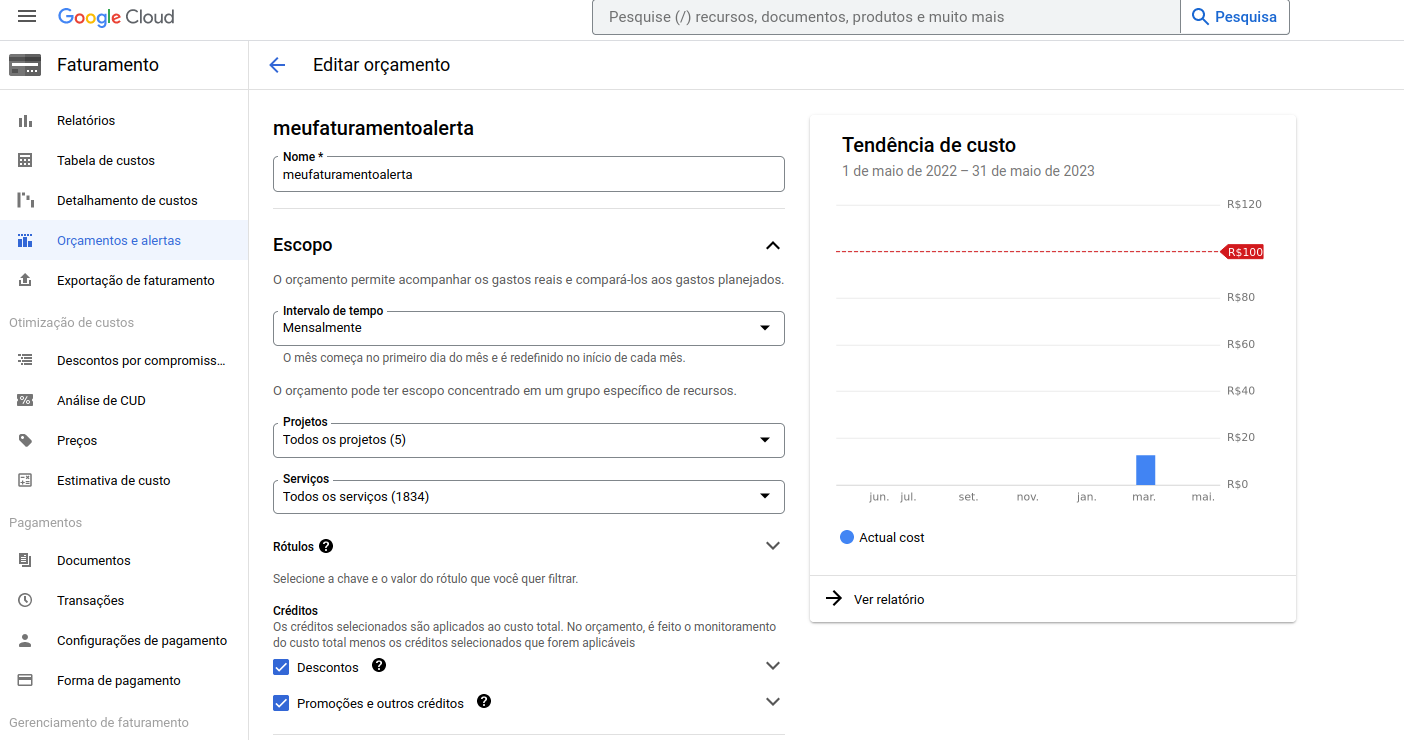 Google Cloud
Pesquise (/) recursos, documentos, produtos e muito mais
Pesquisa
Faturamento
Editar orçamento
Relatórios
Tabela de custos
Detalhamento de custos
Orçamentos e alertas
Exportação de faturamento
Otimização de custos
Descontos por compromiss...
Análise de CUD
Preços
Estimativa de custo
Pagamentos
Documentos
Transações
Configurações de pagamento
Forma de pagamento
Gerenciamento de faturamento
meufaturamentoalerta
Nome *
meufaturamentoalerta
Escopo
O orçamento permite acompanhar os gastos reais e compará-los aos gastos planejados.
Intervalo de tempo
Mensalmente
O mês começa no primeiro dia do mês e é redefinido no início de cada mês.
O orçamento pode ter escopo concentrado em um grupo específico de recursos.
Projetos
Todos os projetos (5)
Serviços
Todos os serviços (1834)
Rótulos
Selecione a chave e o valor do rótulo que você quer filtrar.
Créditos
Os créditos selecionados são aplicados ao custo total. No orçamento, é feito o monitoramento
do custo total menos os créditos selecionados que forem aplicáveis
Descontos
Promoções e outros créditos
Tendência de custo
1 de maio de 2022 – 31 de maio de 2023
R$120
R$100
R$80
R$60
R$40
R$20
R$0
jun. jul. set. nov. jan. mar. mai.
Actual cost
Ver relatório